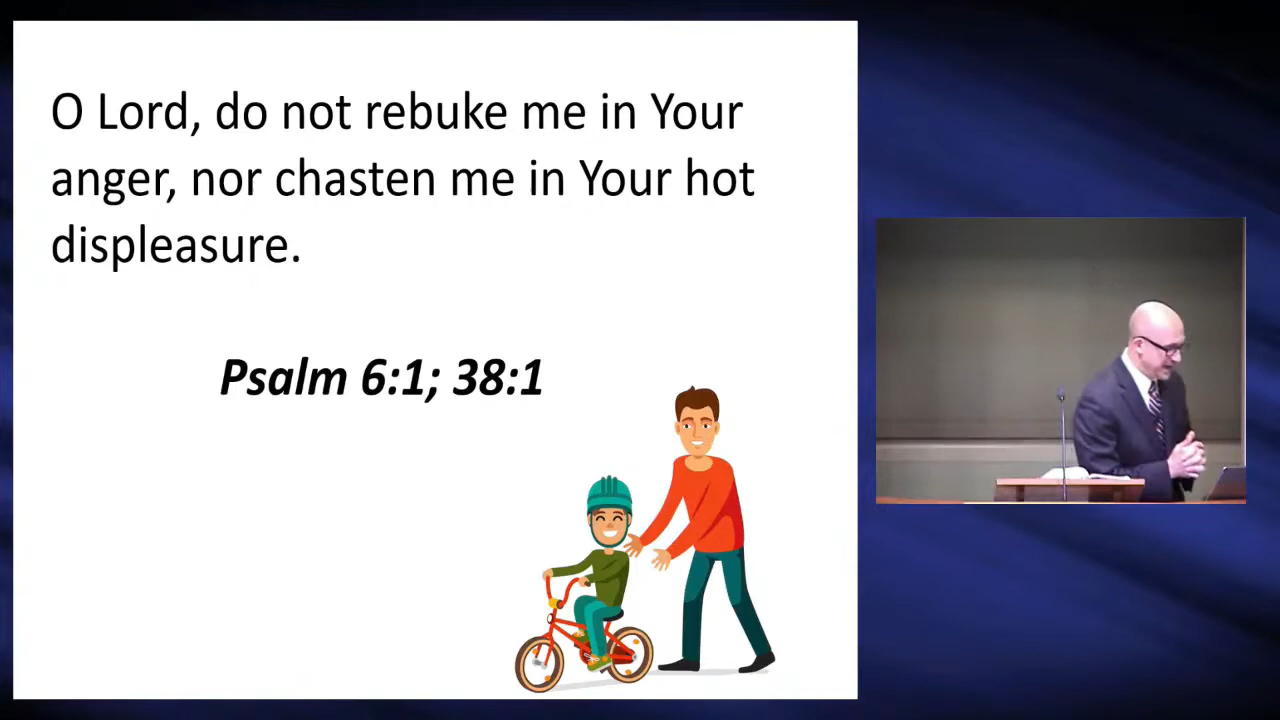 O Lord, do not rebuke me in Your
anger, nor chasten me in Your hot
displeasure.
Psalm 6:1; 38:1